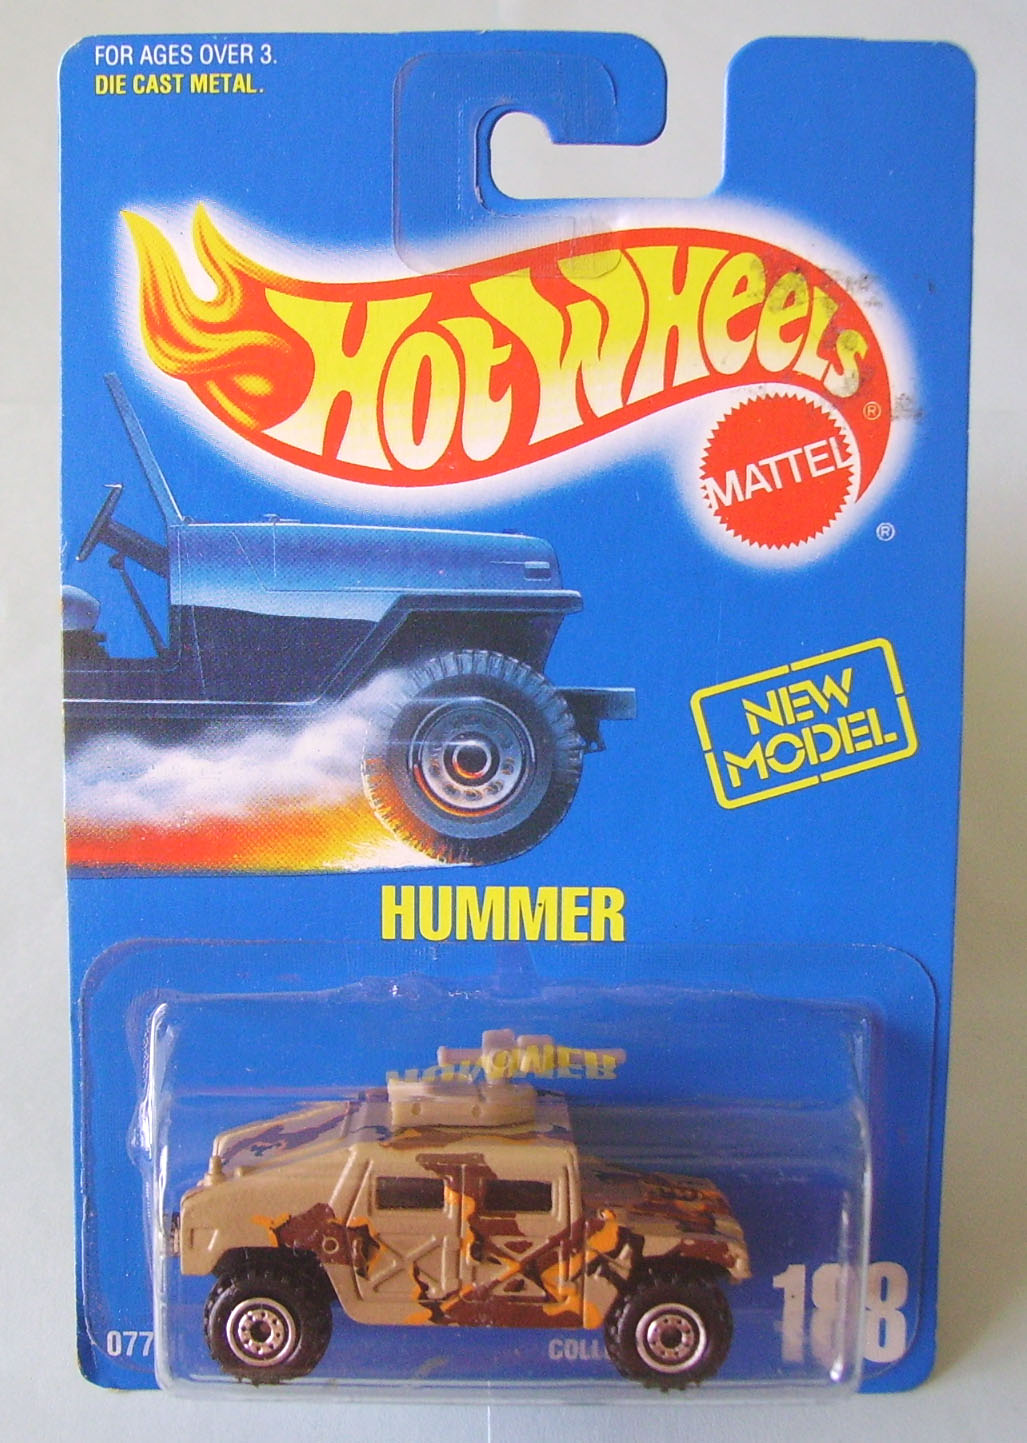 FOR AGES OVER 3.
DIE CAST METAL.
HOT WHEELS ®
MATTEL
®
NEW
MODEL
HUMMER
077
188